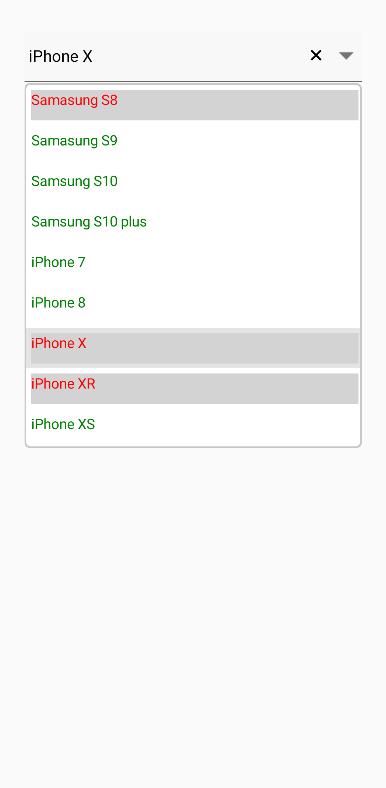 iPhone X
Samasung S8
Samasung S9
Samsung S10
Samsung S10 plus
iPhone 7
iPhone 8
iPhone X
iPhone XR
iPhone XS